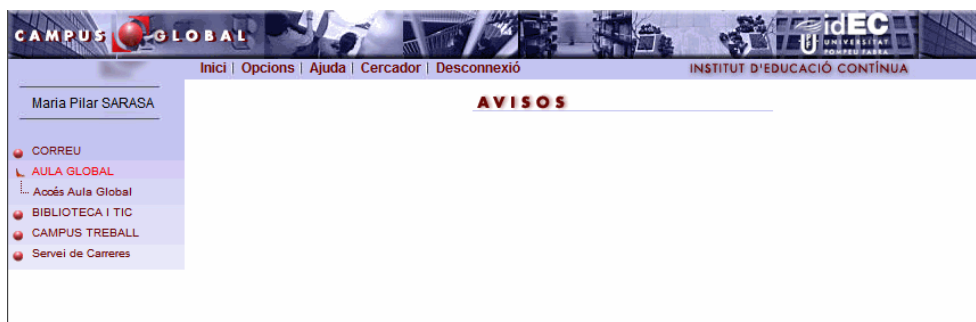 CAMPUS GLOBAL
idEC
UNIVERSITAT
POMPEU FABRA
Inici | Opcions | Ajuda | Cercador | Desconnexió
INSTITUT D'EDUCACIÓ CONTÍNUA
Maria Pilar SARASA
AVISOS
CORREU
AULA GLOBAL
Accés Aula Global
BIBLIOTECA I TIC
CAMPUS TREBALL
Servei de Carreres